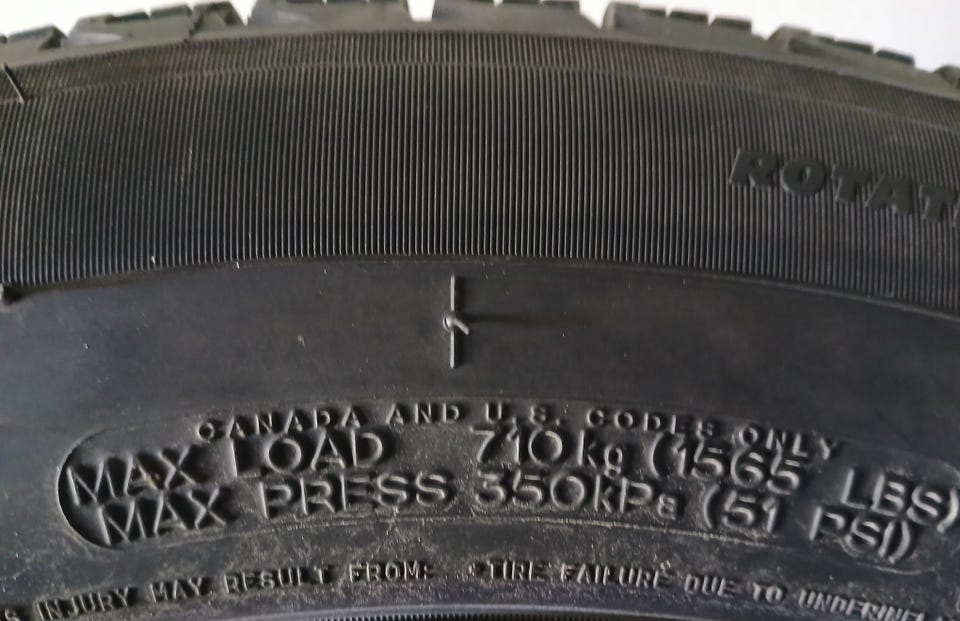 ROTAT
CANADA AND U.S. CODES ONLY
MAX LOAD 710kg (1565 LBS)
MAX PRESS 350kPa (51 PSI)
S INJURY MAY RESULT FROM: •TIRE FAILURE DUE TO UNDERINFL